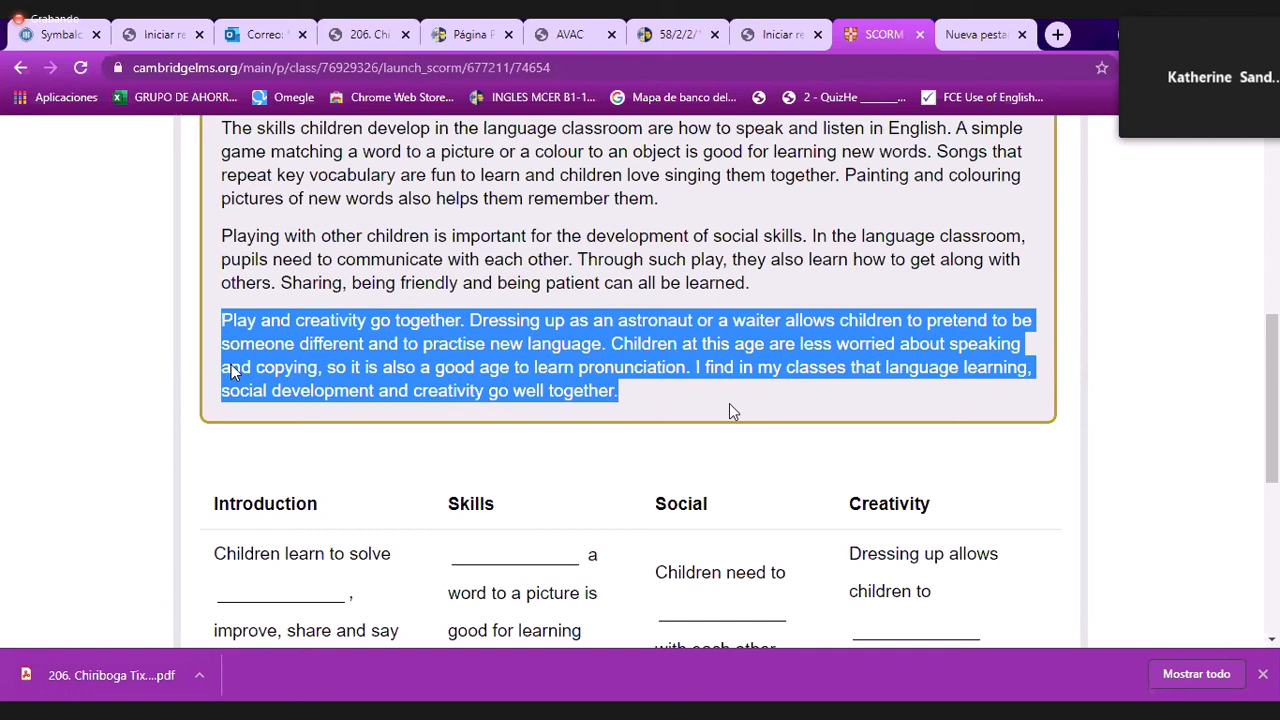 Grabando
Symbalc
Iniciar re
Correo:
206. Chi
Página P
AVAC
58/2/2/
Iniciar re
SCORM
Nueva pesta
cambridgelms.org/main/p/class/76929326/launch_scorm/677211/74654
Katherine Sand...
Aplicaciones
GRUPO DE AHORR...
Omegle
Chrome Web Store...
INGLES MCER B1-1...
Mapa de banco del...
2 - QuizHe ______...
FCE Use of English...
The skills children develop in the language classroom are how to speak and listen in English. A simple
game matching a word to a picture or a colour to an object is good for learning new words. Songs that
repeat key vocabulary are fun to learn and children love singing them together. Painting and colouring
pictures of new words also helps them remember them.
Playing with other children is important for the development of social skills. In the language classroom,
pupils need to communicate with each other. Through such play, they also learn how to get along with
others. Sharing, being friendly and being patient can all be learned.
Play and creativity go together. Dressing up as an astronaut or a waiter allows children to pretend to be
someone different and to practise new language. Children at this age are less worried about speaking
and copying, so it is also a good age to learn pronunciation. I find in my classes that language learning,
social development and creativity go well together.
Introduction
Skills
Social
Creativity
Children learn to solve
____________ ,
improve, share and say
____________ a
word to a picture is
good for learning
Children need to
____________
with each other
Dressing up allows
children to
____________
206. Chiriboga Tix....pdf
Mostrar todo